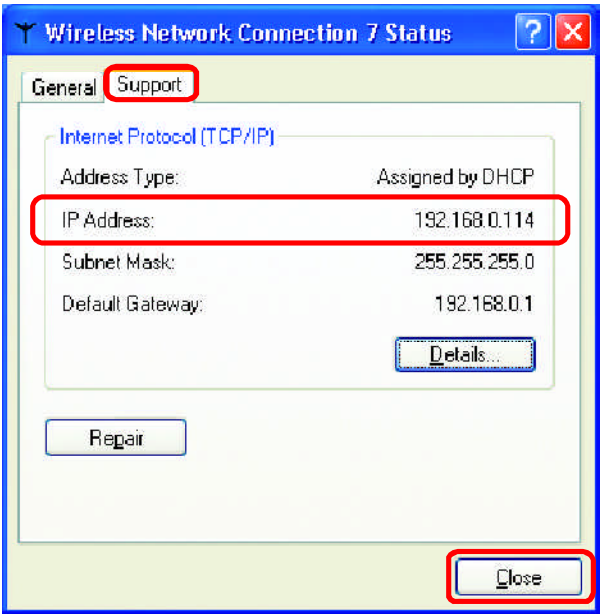 Wireless Network Connection 7 Status
General Support
Internet Protocol (TCP/IP)
Address Type: Assigned by DHCP
IP Address: 192.168.0.114
Subnet Mask: 255.255.255.0
Default Gateway: 192.168.0.1
Details...
Repair
Close